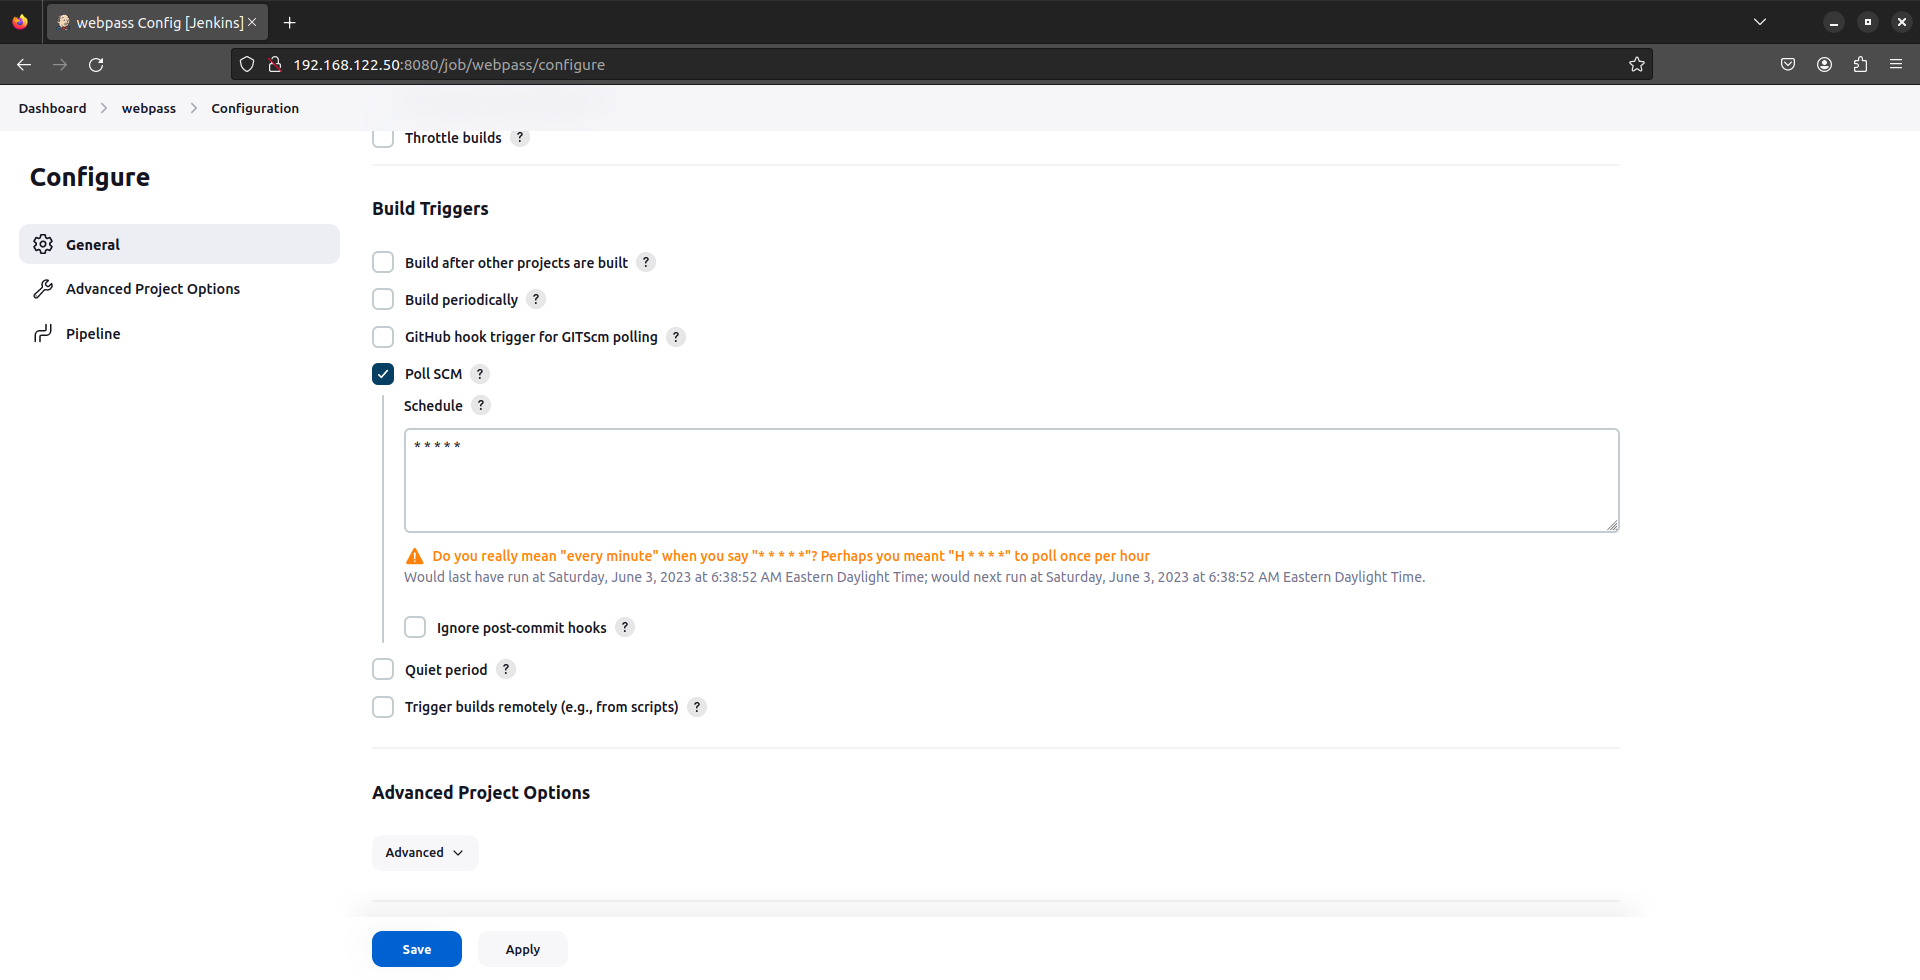 webpass Config [Jenkins]
192.168.122.50:8080/job/webpass/configure
Dashboard webpass Configuration
Throttle builds ?
Configure
General
Advanced Project Options
Pipeline
Build Triggers
Build after other projects are built ?
Build periodically ?
GitHub hook trigger for GITScm polling ?
Poll SCM ?
Schedule ?
* * * * *
Do you really mean "every minute" when you say "* * * * *"? Perhaps you meant "H * * * *" to poll once per hour
Would last have run at Saturday, June 3, 2023 at 6:38:52 AM Eastern Daylight Time; would next run at Saturday, June 3, 2023 at 6:38:52 AM Eastern Daylight Time.
Ignore post-commit hooks ?
Quiet period ?
Trigger builds remotely (e.g., from scripts) ?
Advanced Project Options
Advanced
Save Apply